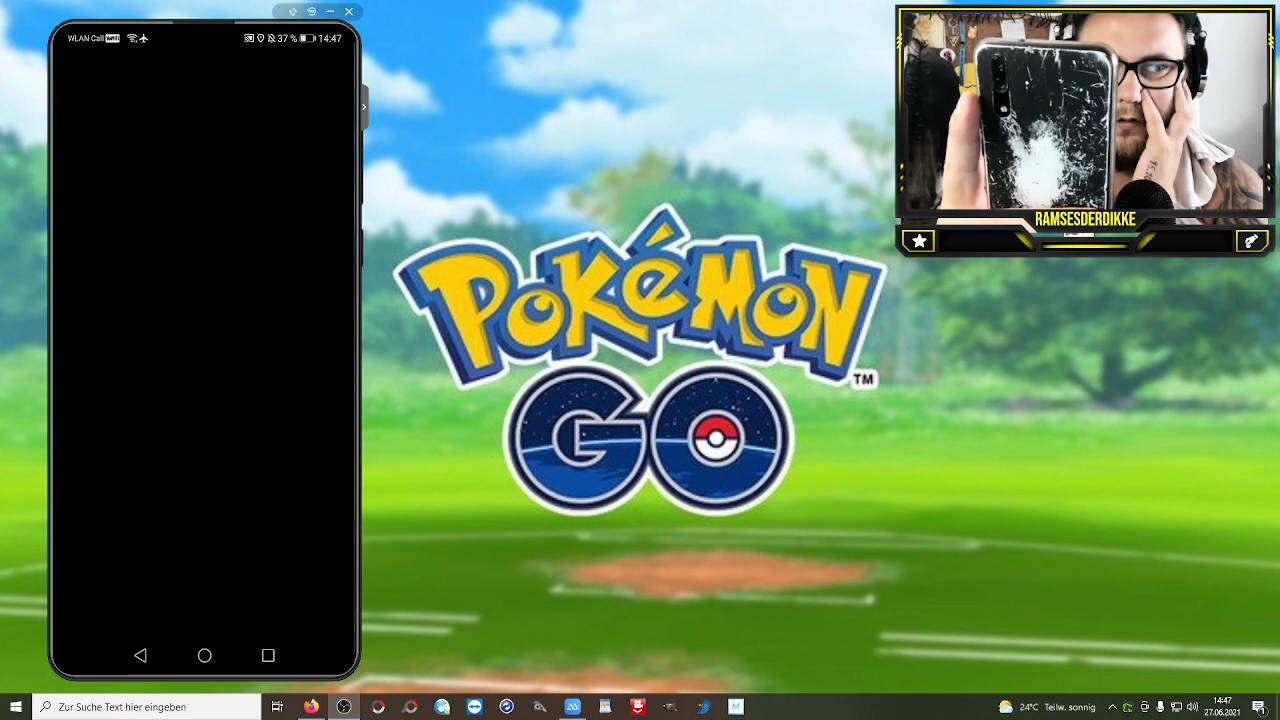 WLAN Call WiFi 37 % 14:47
RAMSESDERDIKKE
POKÉMON
TM
GO
Zur Suche Text hier eingeben
M
24°C Teilw. sonnig
14:47
27.06.2021